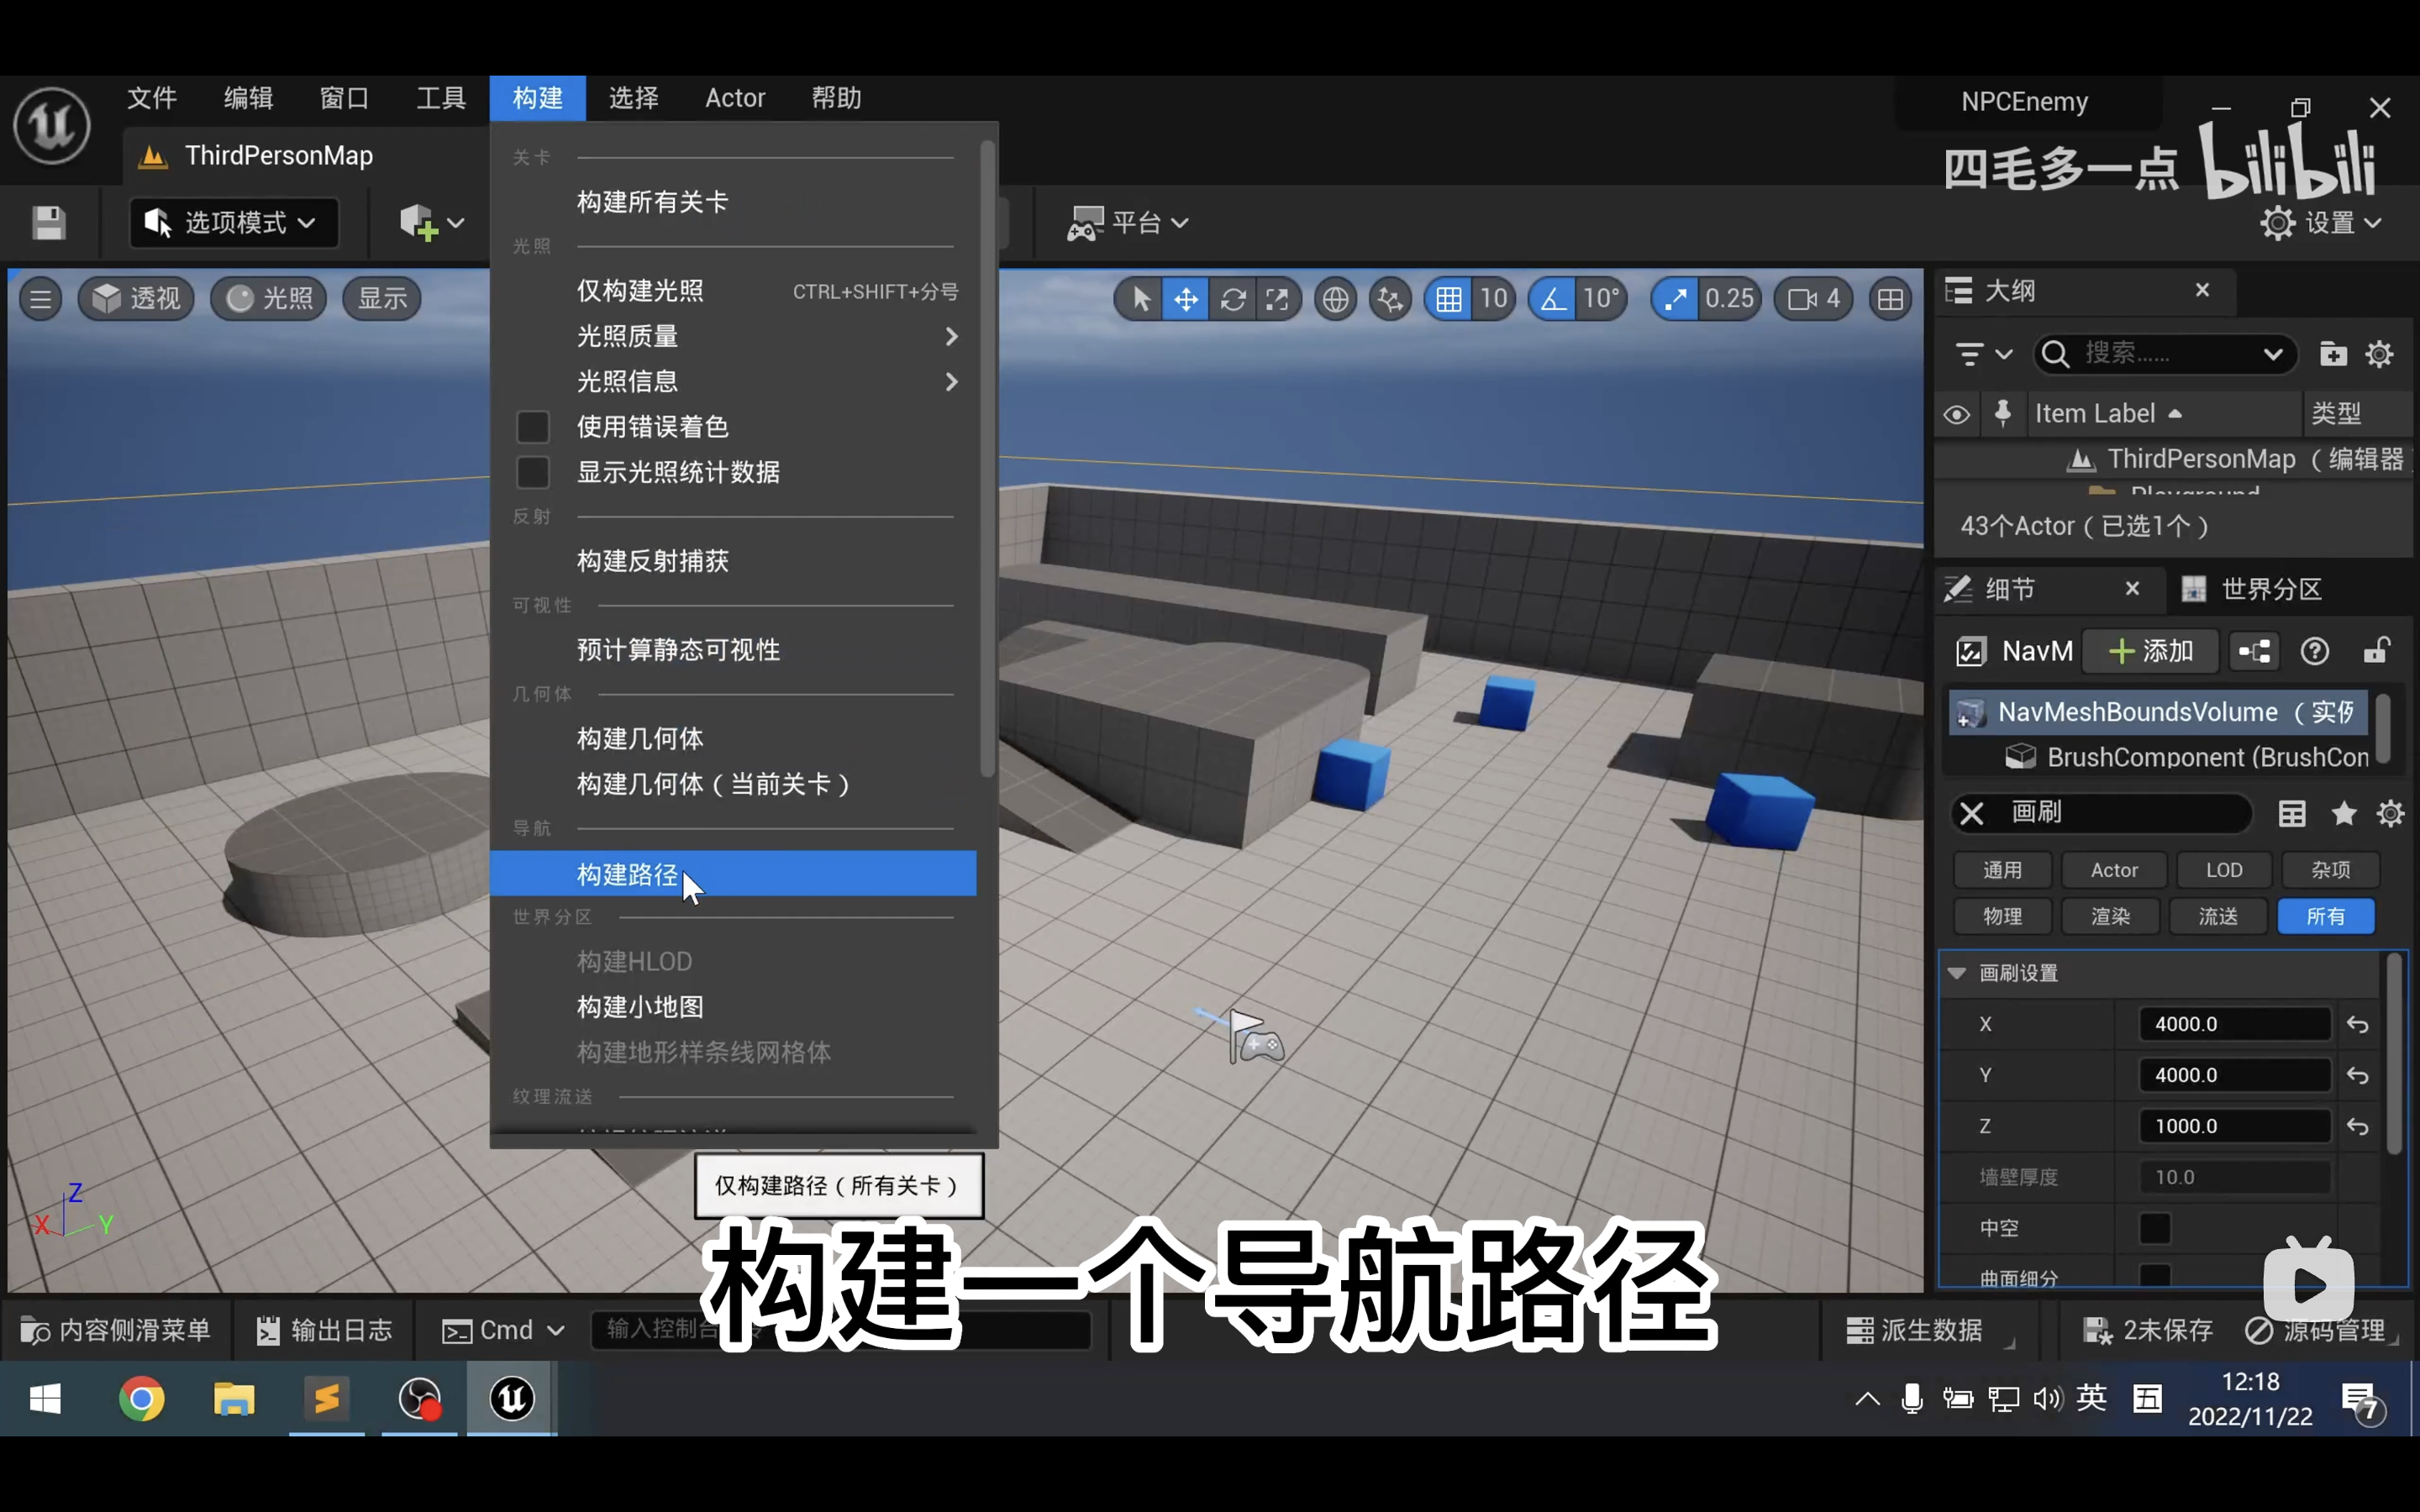 文件 编辑 窗口 工具 构建 选择 Actor 帮助
NPCEnemy
ThirdPersonMap
四毛多一点 bilibili
选项模式
平台
设置
透视 光照 显示
10 10° 0.25 4
关卡
构建所有关卡
光照
仅构建光照 CTRL+SHIFT+分号
光照质量
光照信息
使用错误着色
显示光照统计数据
反射
构建反射捕获
可视性
预计算静态可视性
几何体
构建几何体
构建几何体（当前关卡）
导航
构建路径
世界分区
构建HLOD
构建小地图
构建地形样条线网格体
纹理流送
仅构建路径（所有关卡）
Z
X Y
大纲
搜索……
Item Label 类型
ThirdPersonMap （编辑器
Playground
43个Actor（已选1个）
细节 世界分区
NavM 添加
NavMeshBoundsVolume （实例
BrushComponent (BrushCon
画刷
通用 Actor LOD 杂项
物理 渲染 流送 所有
画刷设置
X 4000.0
Y 4000.0
Z 1000.0
墙壁厚度 10.0
中空
曲面细分
构建一个导航路径
内容侧滑菜单 输出日志 Cmd 输入控制台
派生数据 2未保存 源码管理
英 五
12:18
2022/11/22
7